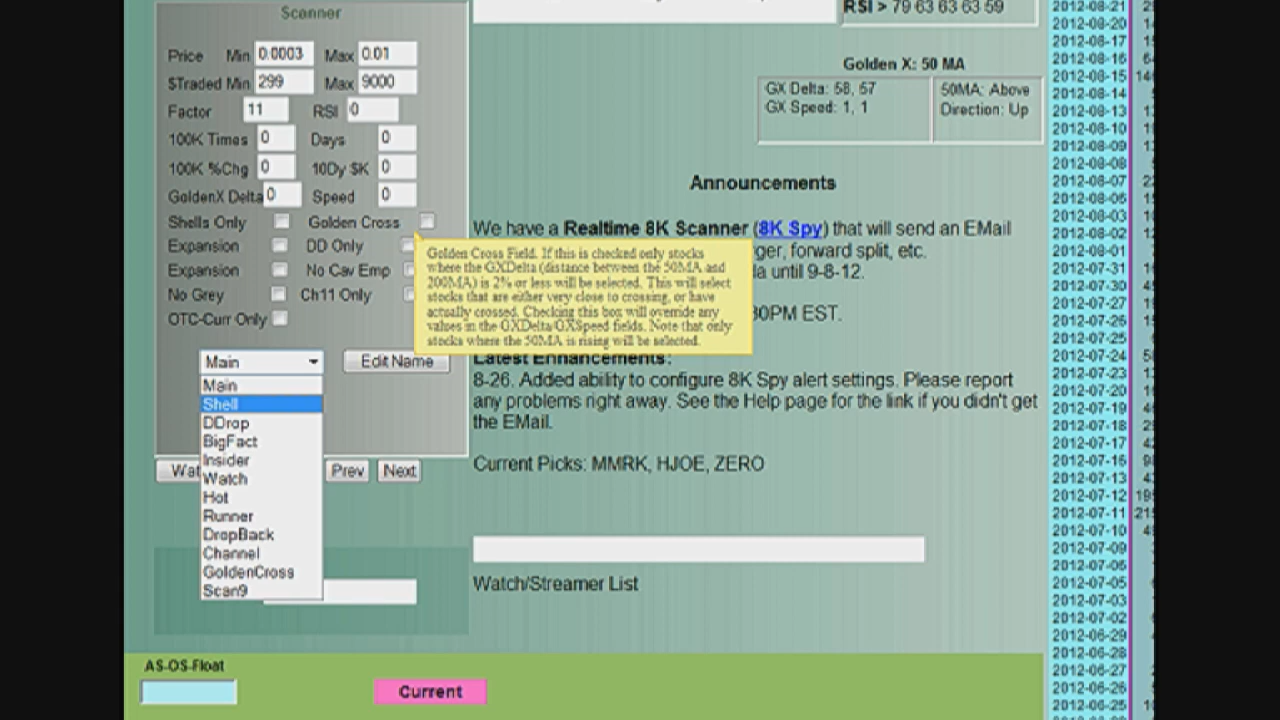 Scanner
Price Min 0.0003 Max 0.01
$Traded Min 299 Max 9000
Factor 11 RSI 0
100K Times 0 Days 0
100K %Chg 0 10Dy $K 0
GoldenX Delta 0 Speed 0
Shells Only Golden Cross
Expansion DD Only
Expansion No Cav Emp
No Grey Ch11 Only
OTC-Curr Only
Main Edit Name
Main
Shell
DDrop
BigFact
Insider
Watch
Hot
Runner
DropBack
Channel
GoldenCross
Scan9
Prev Next
Golden Cross Field. If this is checked only stocks
where the GXDelta (distance between the 50MA and
200MA) is 2% or less will be selected. This will select
stocks that are either very close to crossing, or have
actually crossed. Checking this box will override any
values in the GXDelta/GXSpeed fields. Note that only
stocks where the 50MA is rising will be selected.
RSI > 79 63 63 63 59
Golden X: 50 MA
GX Delta: 58, 57
GX Speed: 1, 1
50MA: Above
Direction: Up
Announcements
We have a Realtime 8K Scanner (8K Spy) that will send an EMail
ger, forward split, etc.
la until 9-8-12.
30PM EST.
Latest Enhancements:
8-26. Added ability to configure 8K Spy alert settings. Please report
any problems right away. See the Help page for the link if you didn't get
the EMail.
Current Picks: MMRK, HJOE, ZERO
Watch/Streamer List
AS-OS-Float
Current
2012-08-21
2012-08-20
2012-08-17
2012-08-16
2012-08-15
2012-08-14
2012-08-13
2012-08-10
2012-08-09
2012-08-08
2012-08-07
2012-08-06
2012-08-03
2012-08-02
2012-08-01
2012-07-31
2012-07-30
2012-07-27
2012-07-26
2012-07-25
2012-07-24
2012-07-23
2012-07-20
2012-07-19
2012-07-18
2012-07-17
2012-07-16
2012-07-13
2012-07-12
2012-07-11
2012-07-10
2012-07-09
2012-07-06
2012-07-05
2012-07-03
2012-07-02
2012-06-29
2012-06-28
2012-06-27
2012-06-26
2012-06-25